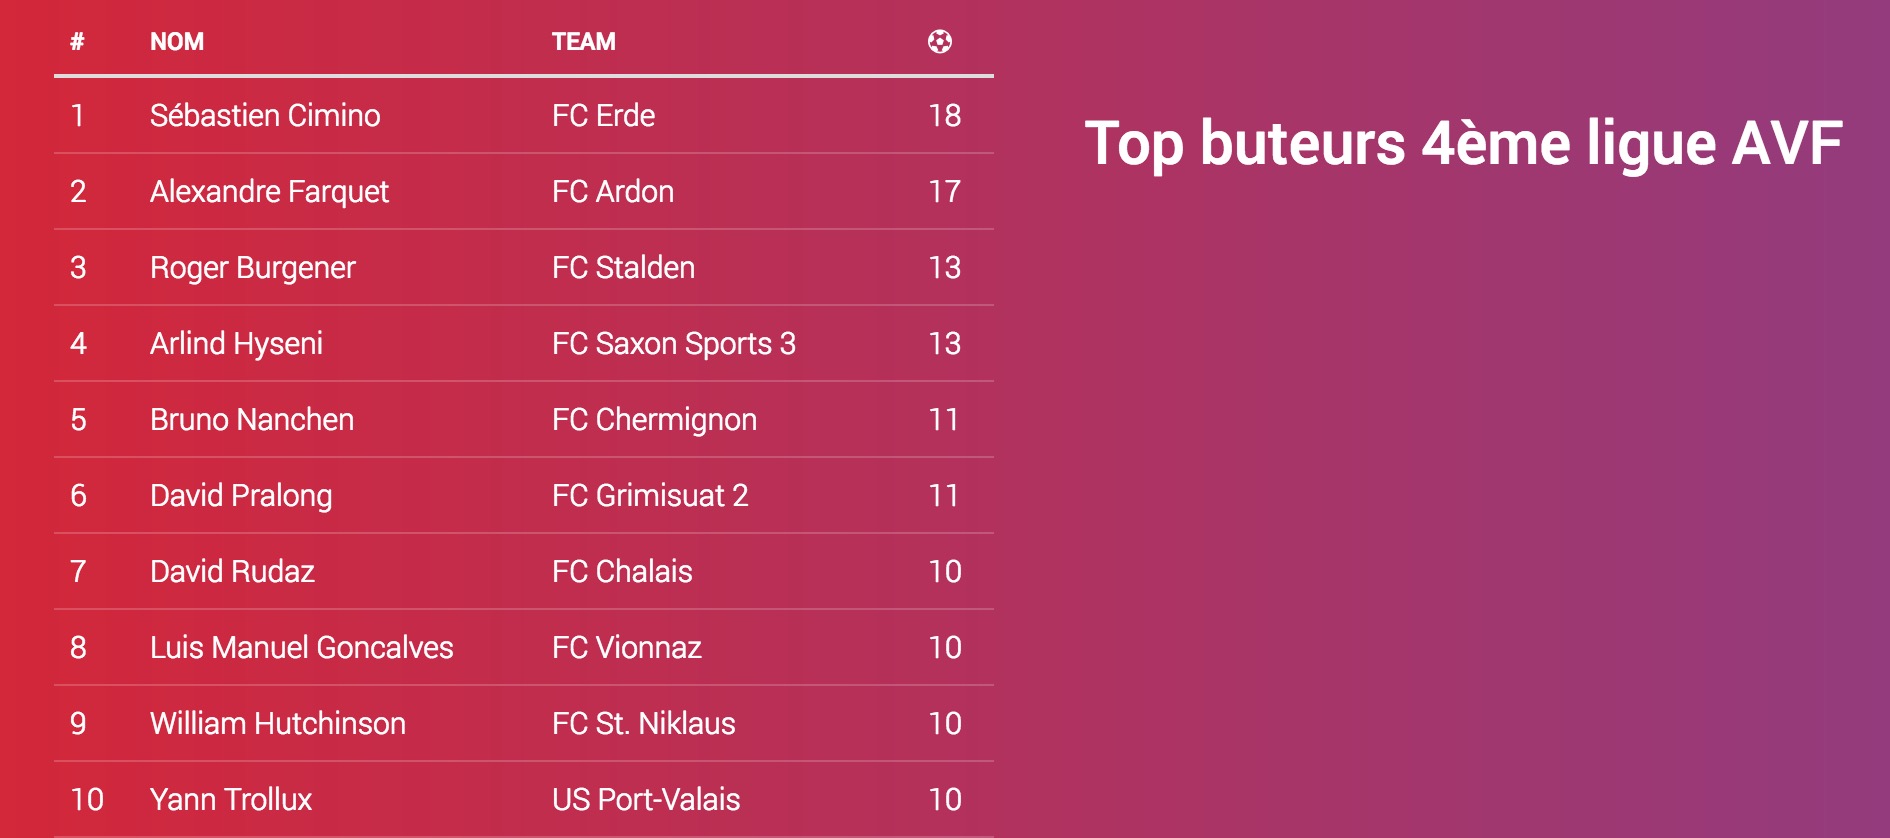 # NOM TEAM
1 Sébastien Cimino FC Erde 18
2 Alexandre Farquet FC Ardon 17
3 Roger Burgener FC Stalden 13
4 Arlind Hyseni FC Saxon Sports 3 13
5 Bruno Nanchen FC Chermignon 11
6 David Pralong FC Grimisuat 2 11
7 David Rudaz FC Chalais 10
8 Luis Manuel Goncalves FC Vionnaz 10
9 William Hutchinson FC St. Niklaus 10
10 Yann Trollux US Port-Valais 10
Top buteurs 4ème ligue AVF